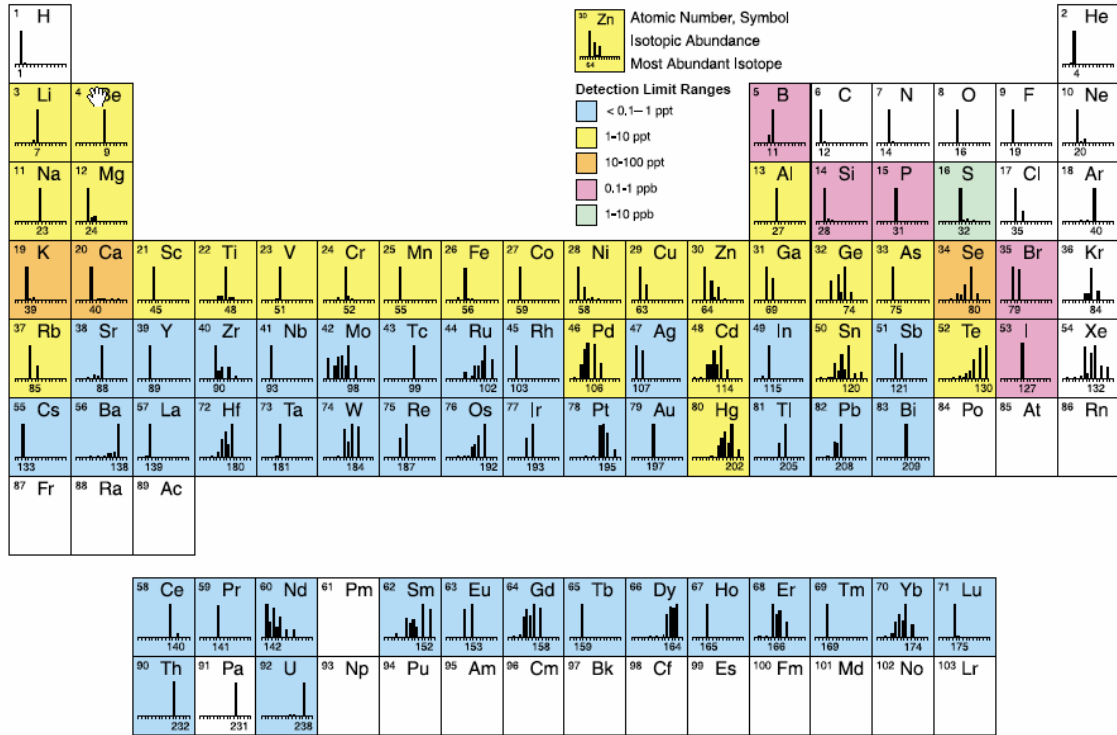 1 H
1
30 Zn
64
Atomic Number, Symbol
Isotopic Abundance
Most Abundant Isotope
2 He
4
Detection Limit Ranges
< 0.1– 1 ppt
1-10 ppt
10-100 ppt
0.1-1 ppb
1-10 ppb
3 Li 4 Be 5 B 6 C 7 N 8 O 9 F 10 Ne
7 9 11 12 14 16 19 20
11 Na 12 Mg 13 Al 14 Si 15 P 16 S 17 Cl 18 Ar
23 24 27 28 31 32 35 40
19 K 20 Ca 21 Sc 22 Ti 23 V 24 Cr 25 Mn 26 Fe 27 Co 28 Ni 29 Cu 30 Zn 31 Ga 32 Ge 33 As 34 Se 35 Br 36 Kr
39 40 45 48 51 52 55 56 59 58 63 64 69 74 75 80 79 84
37 Rb 38 Sr 39 Y 40 Zr 41 Nb 42 Mo 43 Tc 44 Ru 45 Rh 46 Pd 47 Ag 48 Cd 49 In 50 Sn 51 Sb 52 Te 53 I 54 Xe
85 88 89 90 93 98 99 102 103 106 107 114 115 120 121 130 127 132
55 Cs 56 Ba 57 La 72 Hf 73 Ta 74 W 75 Re 76 Os 77 Ir 78 Pt 79 Au 80 Hg 81 Tl 82 Pb 83 Bi 84 Po 85 At 86 Rn
133 138 139 180 181 184 187 192 193 195 197 202 205 208 209
87 Fr 88 Ra 89 Ac
58 Ce 59 Pr 60 Nd 61 Pm 62 Sm 63 Eu 64 Gd 65 Tb 66 Dy 67 Ho 68 Er 69 Tm 70 Yb 71 Lu
140 141 142 152 153 158 159 164 165 166 169 174 175
90 Th 91 Pa 92 U 93 Np 94 Pu 95 Am 96 Cm 97 Bk 98 Cf 99 Es 100 Fm 101 Md 102 No 103 Lr
232 231 238